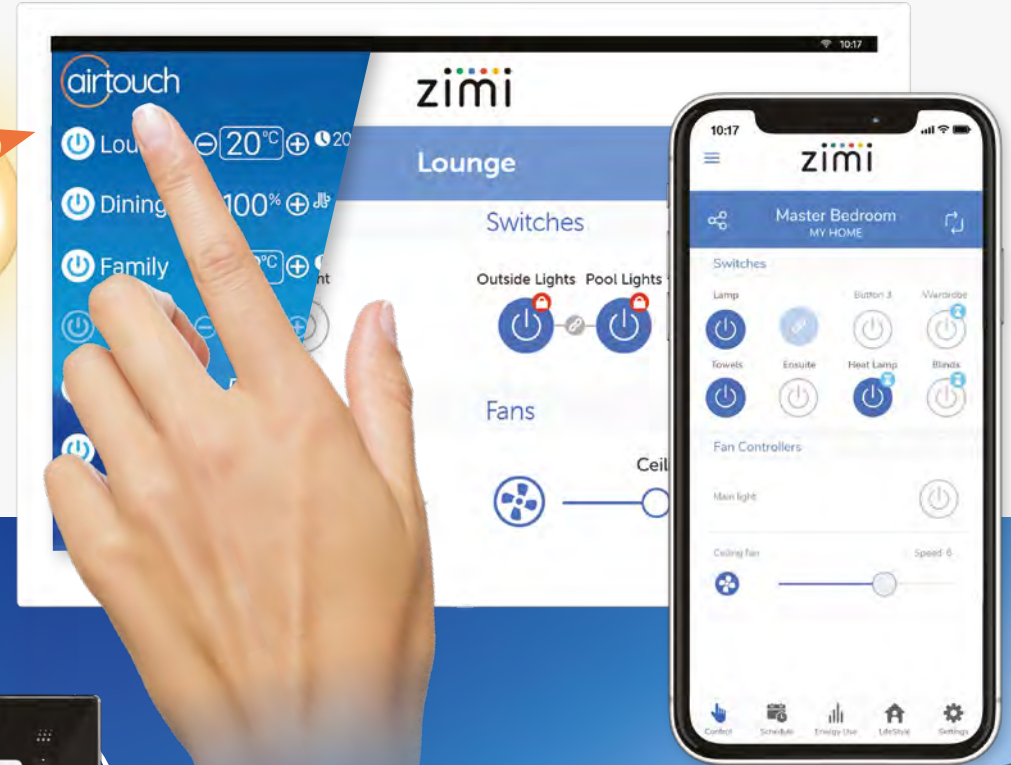 10:17
airtouch
zimi
20°C
20
Lounge
Dining
100%
Family
°C
Switches
Outside Lights Pool Lights
Fans
Ceil
10:17
zimi
Master Bedroom
MY HOME
Switches
Lamp Button 3 Wardrobe
Towels Ensuite Heat Lamp Blinds
Fan Controllers
Main light
Ceiling fan Speed 6
Control Schedule Energy Use LifeStyle Settings